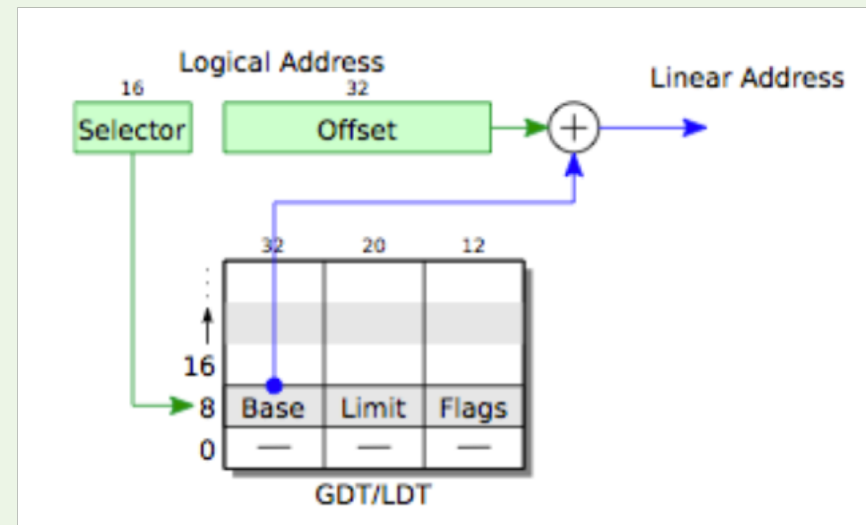 Logical Address
Linear Address
16
32
Selector
Offset
+
32
20
12
16
8
Base
Limit
Flags
0
— — —
GDT/LDT